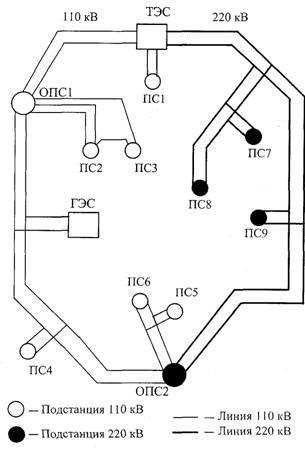 110 кВ
ТЭС
220 кВ
ОПС1
ПС1
ПС2
ПС3
ПС7
ПС8
ГЭС
ПС9
ПС6
ПС5
ПС4
ОПС2
— Подстанция 110 кВ
— Линия 110 кВ
— Подстанция 220 кВ
— Линия 220 кВ